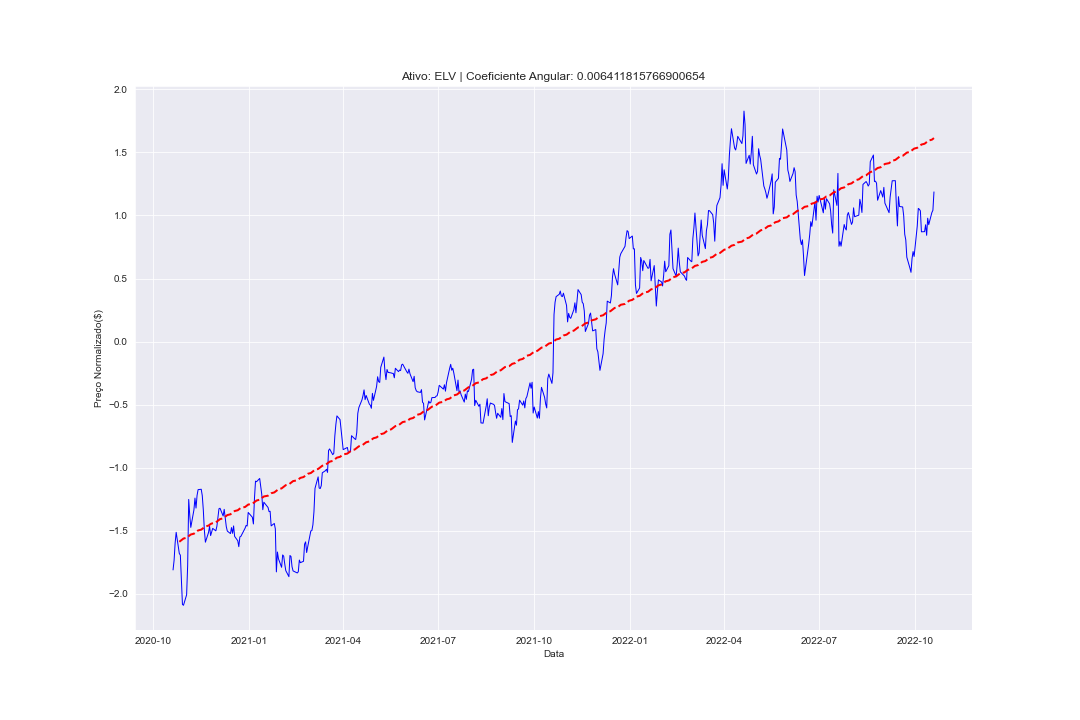 Ativo: ELV | Coeficiente Angular: 0.006411815766900654
2.0
1.5
1.0
0.5
0.0
−0.5
−1.0
−1.5
−2.0
Preço Normalizado($)
2020-10 2021-01 2021-04 2021-07 2021-10 2022-01 2022-04 2022-07 2022-10
Data